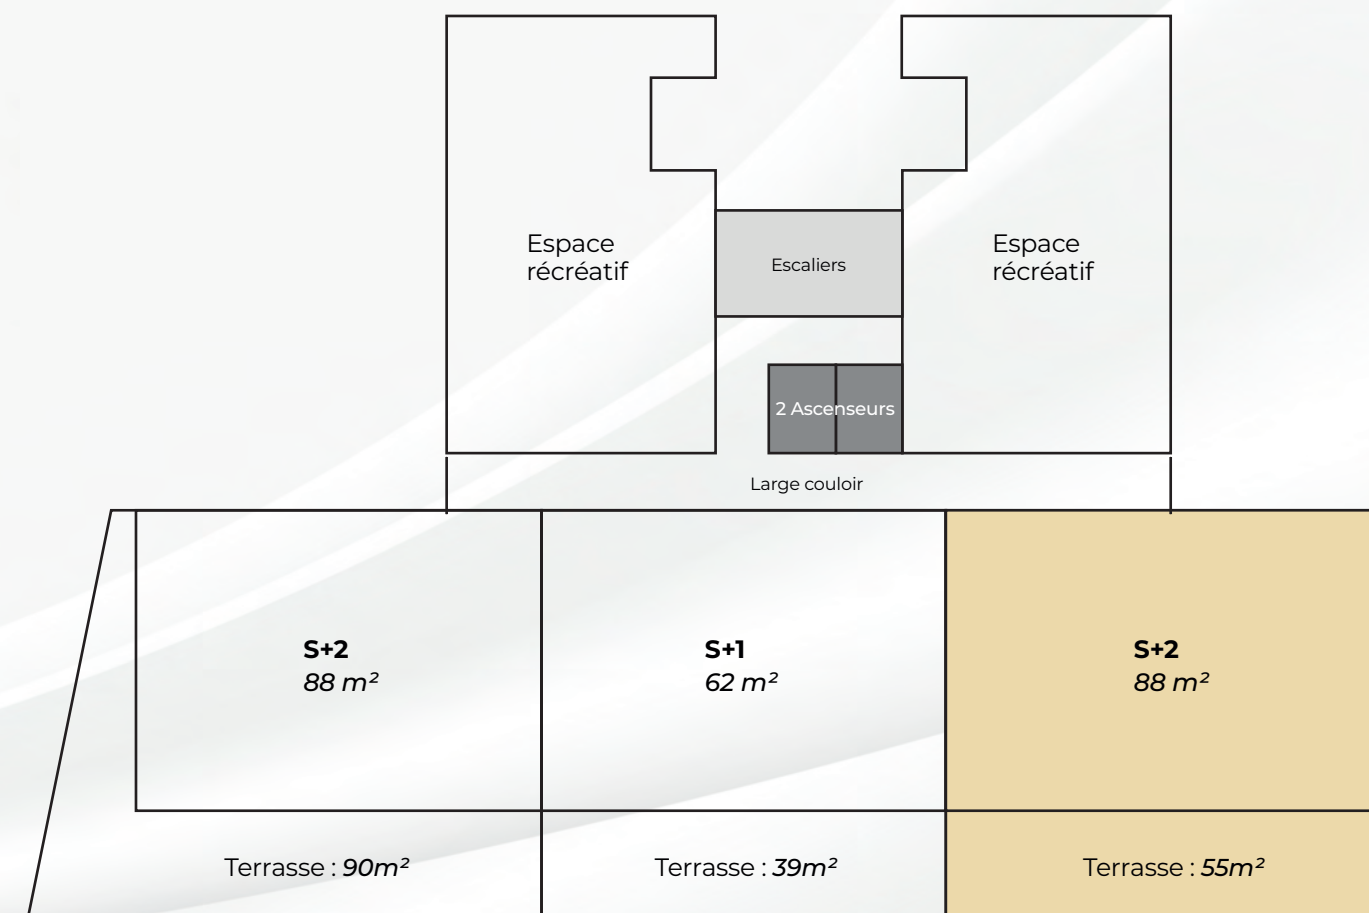 Espace
récréatif
Escaliers
Espace
récréatif
2 Ascenseurs
Large couloir
S+2
88 m²
S+1
62 m²
S+2
88 m²
Terrasse : 90m²
Terrasse : 39m²
Terrasse : 55m²